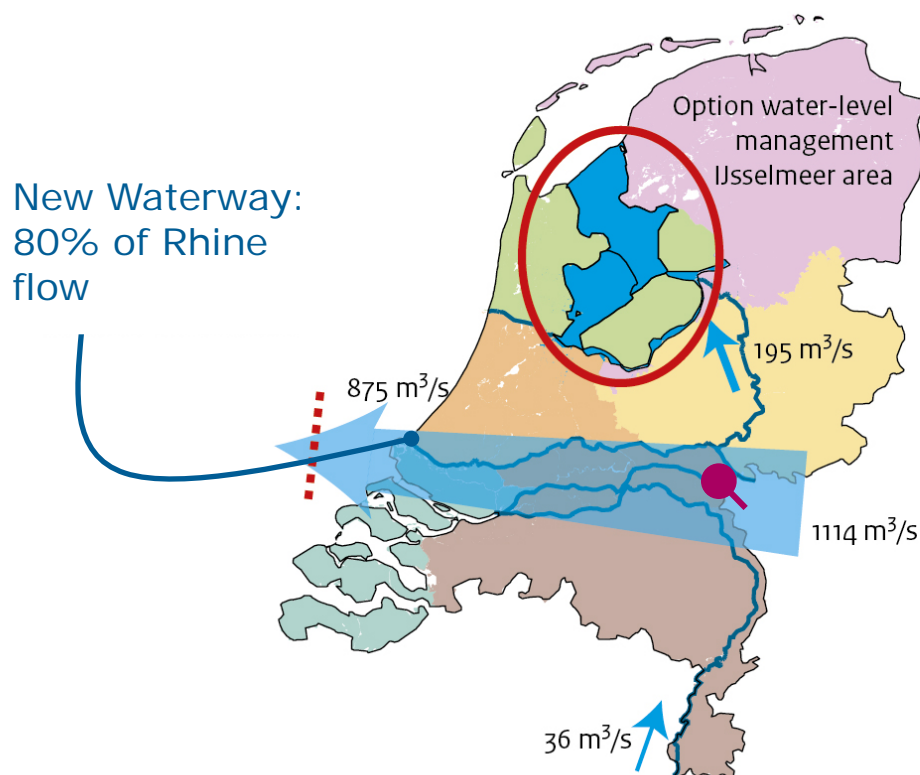 Option water-level
management
IJsselmeer area
New Waterway:
80% of Rhine
flow
195 m³/s
875 m³/s
1114 m³/s
36 m³/s